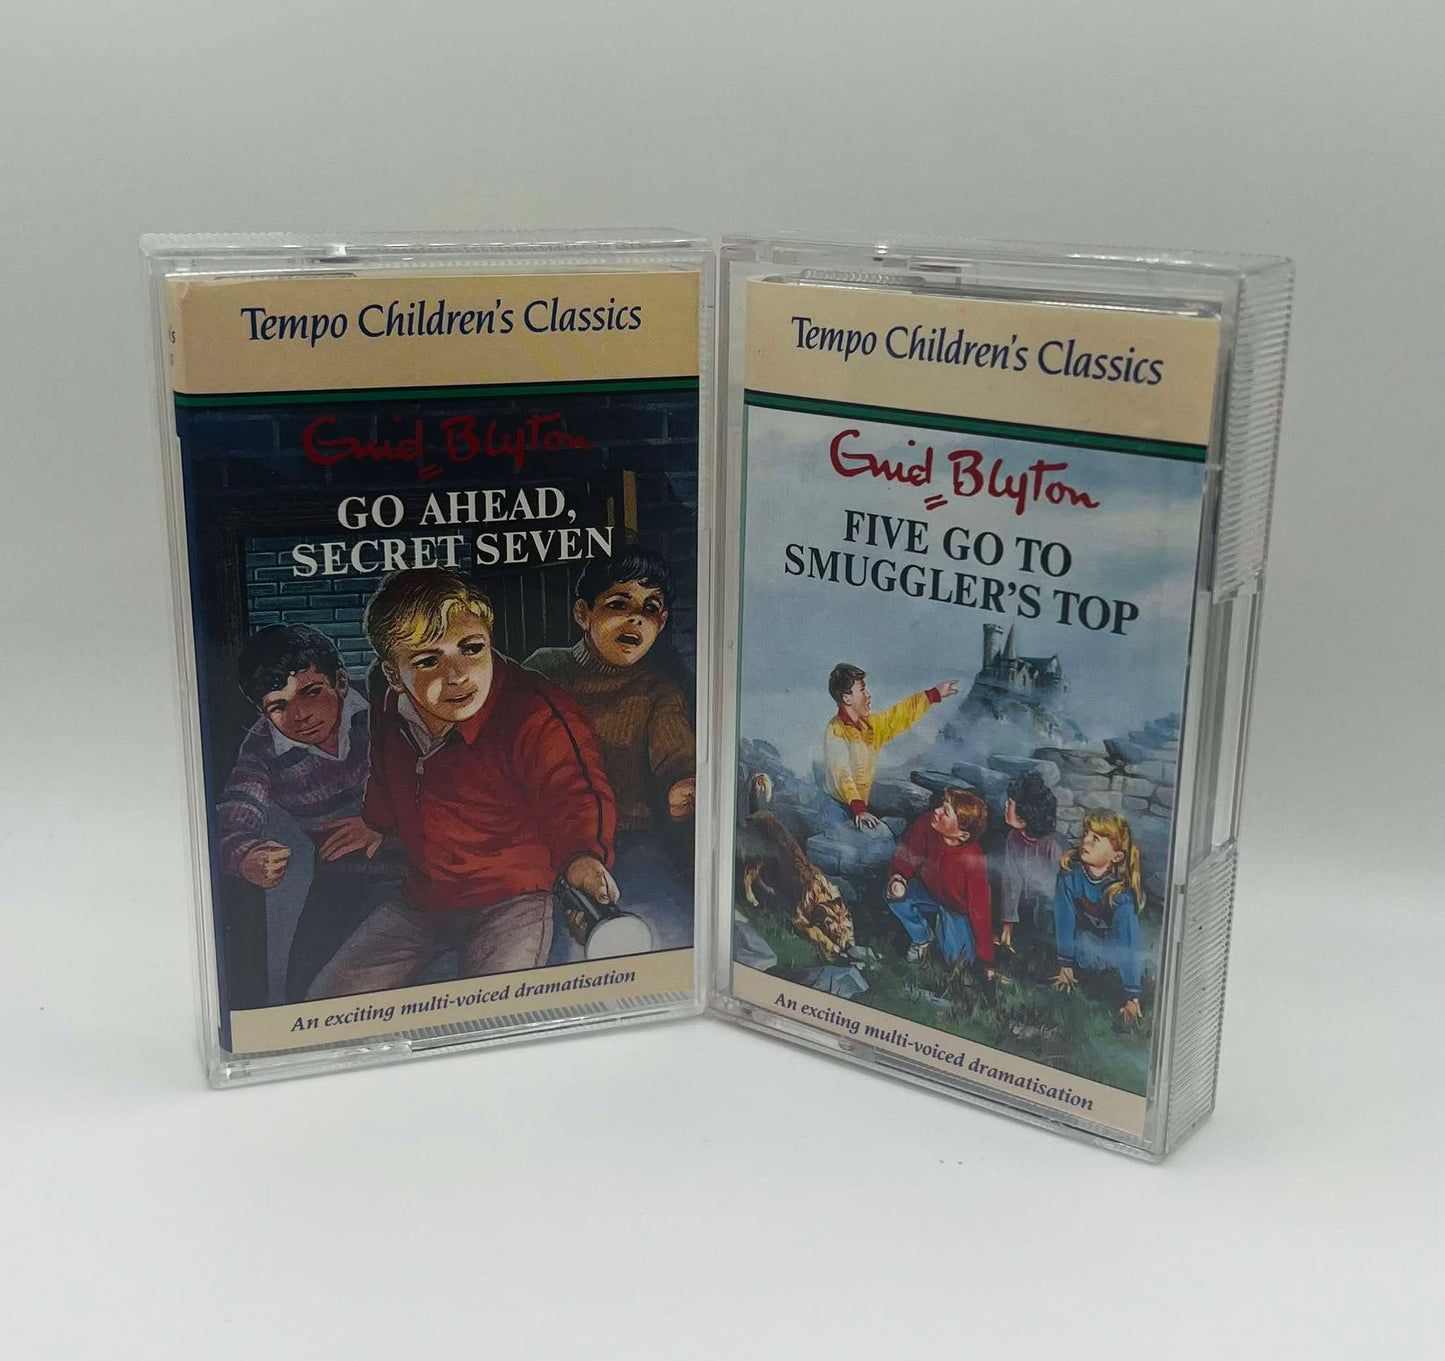 Tempo Children's Classics
Enid Blyton
GO AHEAD,
SECRET SEVEN
An exciting multi-voiced dramatisation
Tempo Children's Classics
Enid Blyton
FIVE GO TO
SMUGGLER'S TOP
An exciting multi-voiced dramatisation